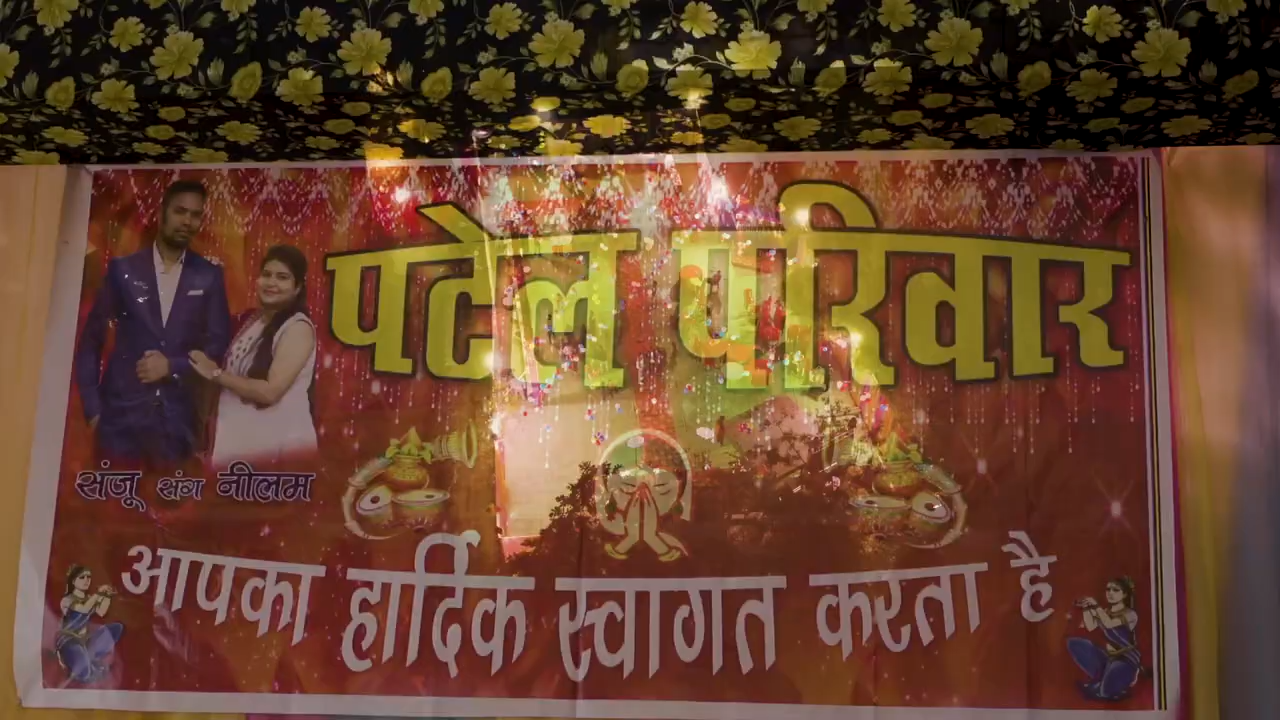 पटेल परिवार
संजू संग नीलम
आपका हार्दिक स्वागत करता है